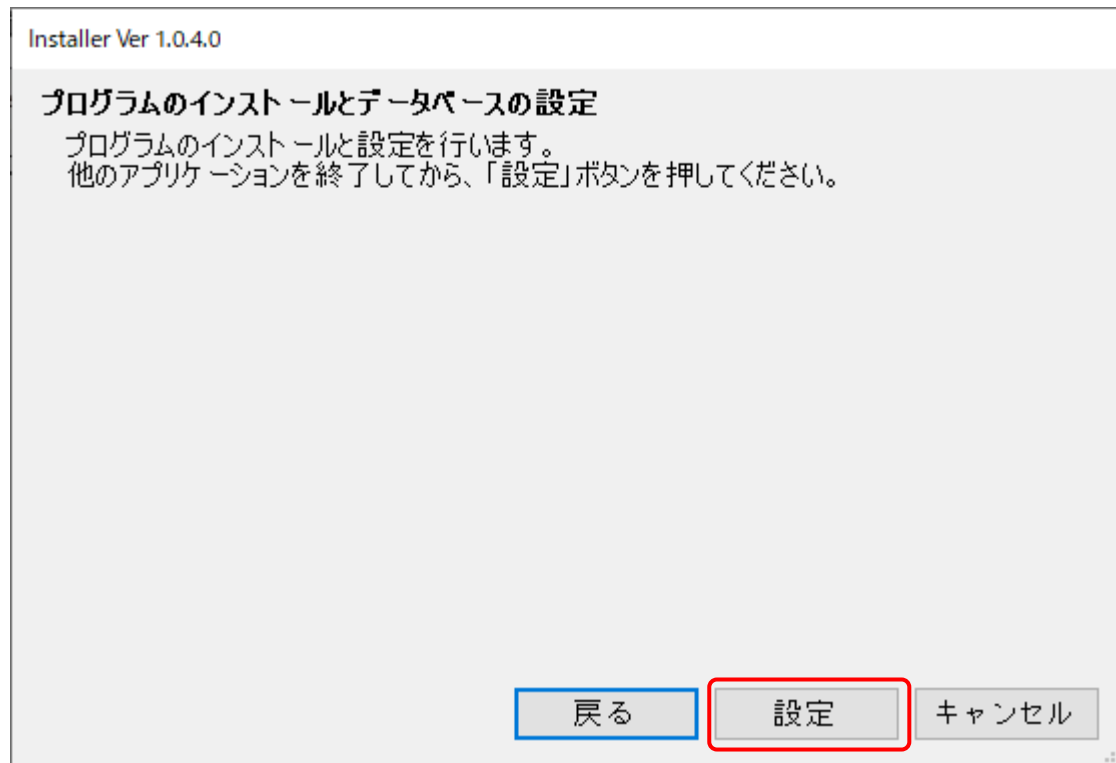 Installer Ver 1.0.4.0
プログラムのインストールとデータベースの設定
プログラムのインストールと設定を行います。
他のアプリケーションを終了してから、「設定」ボタンを押してください。
戻る
設定
キャンセル